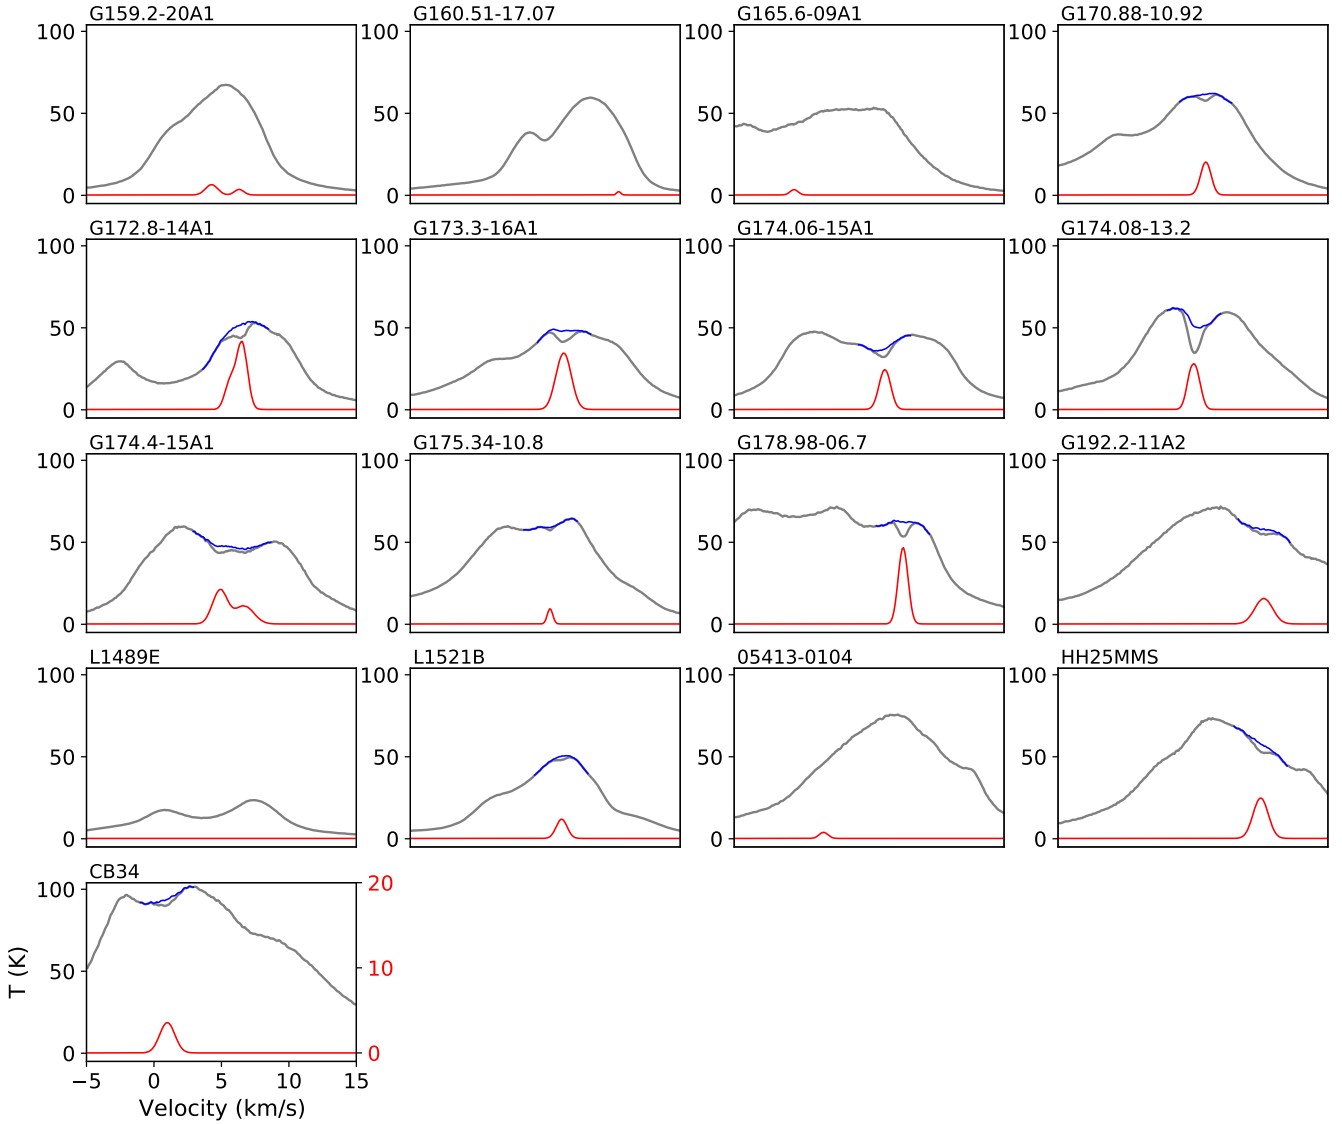 G159.2-20A1 G160.51-17.07 G165.6-09A1 G170.88-10.92
100 100 100 100
50 50 50 50
0 0 0 0
G172.8-14A1 G173.3-16A1 G174.06-15A1 G174.08-13.2
100 100 100 100
50 50 50 50
0 0 0 0
G174.4-15A1 G175.34-10.8 G178.98-06.7 G192.2-11A2
100 100 100 100
50 50 50 50
0 0 0 0
L1489E L1521B 05413-0104 HH25MMS
100 100 100 100
50 50 50 50
0 0 0 0
CB34
100 20
50 10
0 0
T (K)
−5 0 5 10 15
Velocity (km/s)